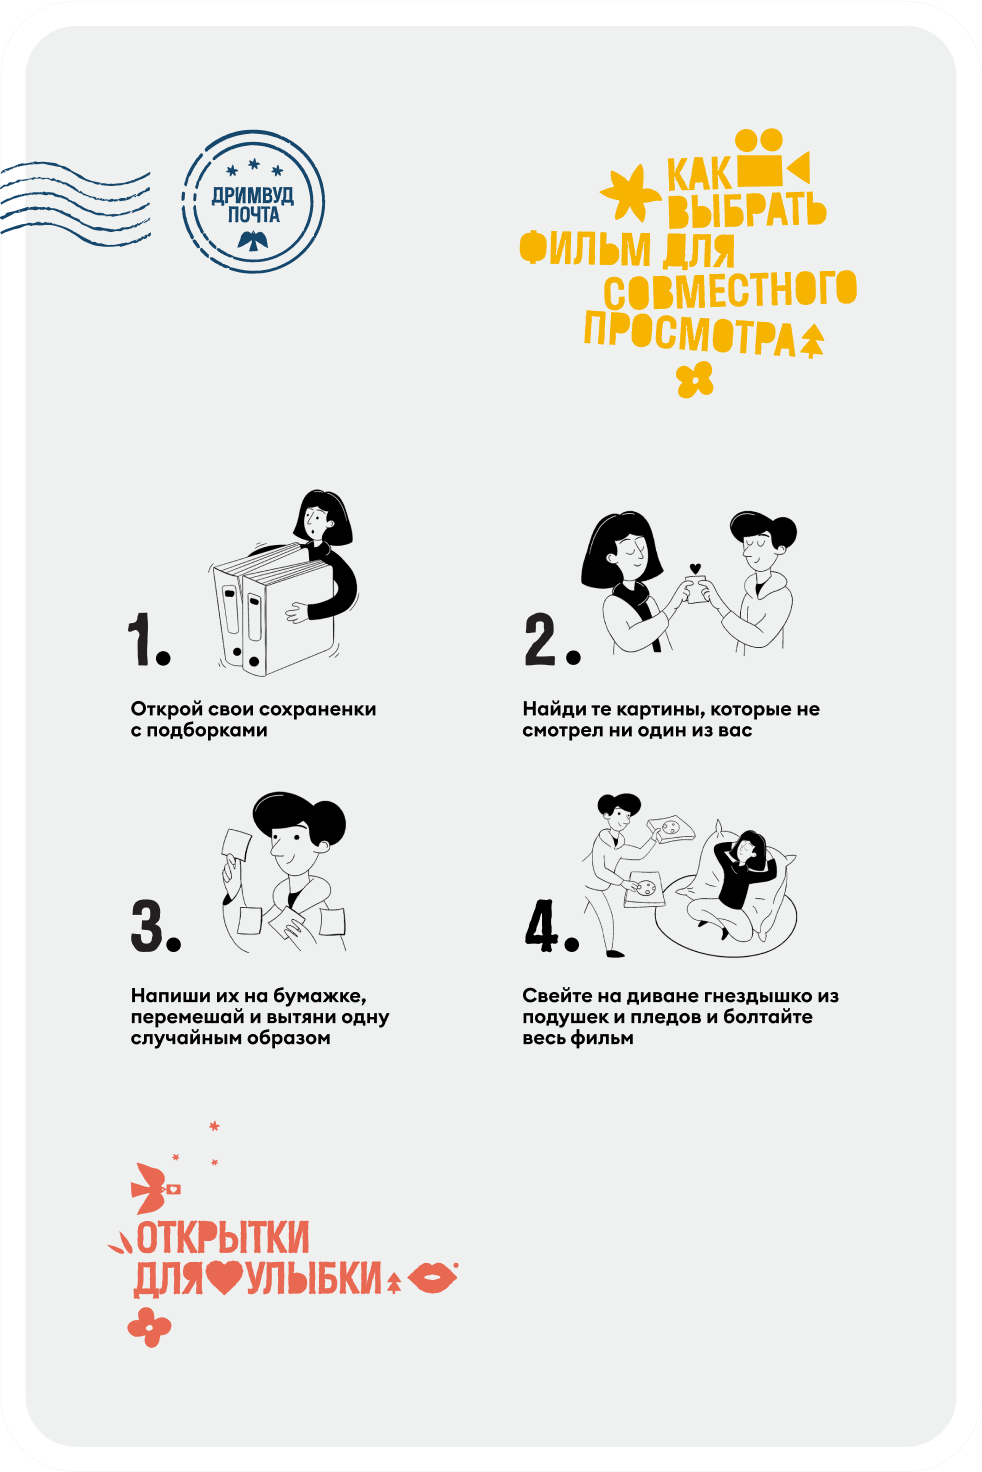 ДРИМВУД
ПОЧТА
КАК
ВЫБРАТЬ
ФИЛЬМ ДЛЯ
СОВМЕСТНОГО
ПРОСМОТРА
1.
Открой свои сохраненки
с подборками
2.
Найди те картины, которые не
смотрел ни один из вас
3.
Напиши их на бумажке,
перемешай и вытяни одну
случайным образом
4.
Свейте на диване гнездышко из
подушек и пледов и болтайте
весь фильм
ОТКРЫТКИ
ДЛЯ УЛЫБКИ